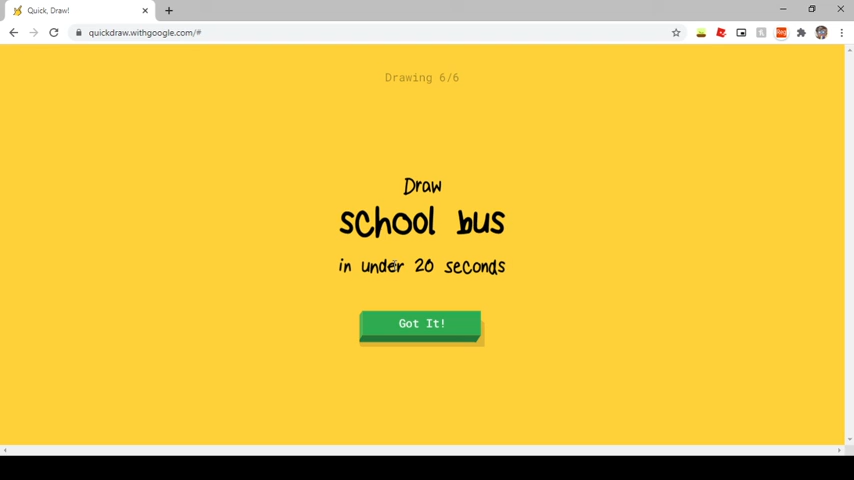 Quick, Draw!
quickdraw.withgoogle.com/#
Drawing 6/6
Draw
school bus
in under 20 seconds
Got It!